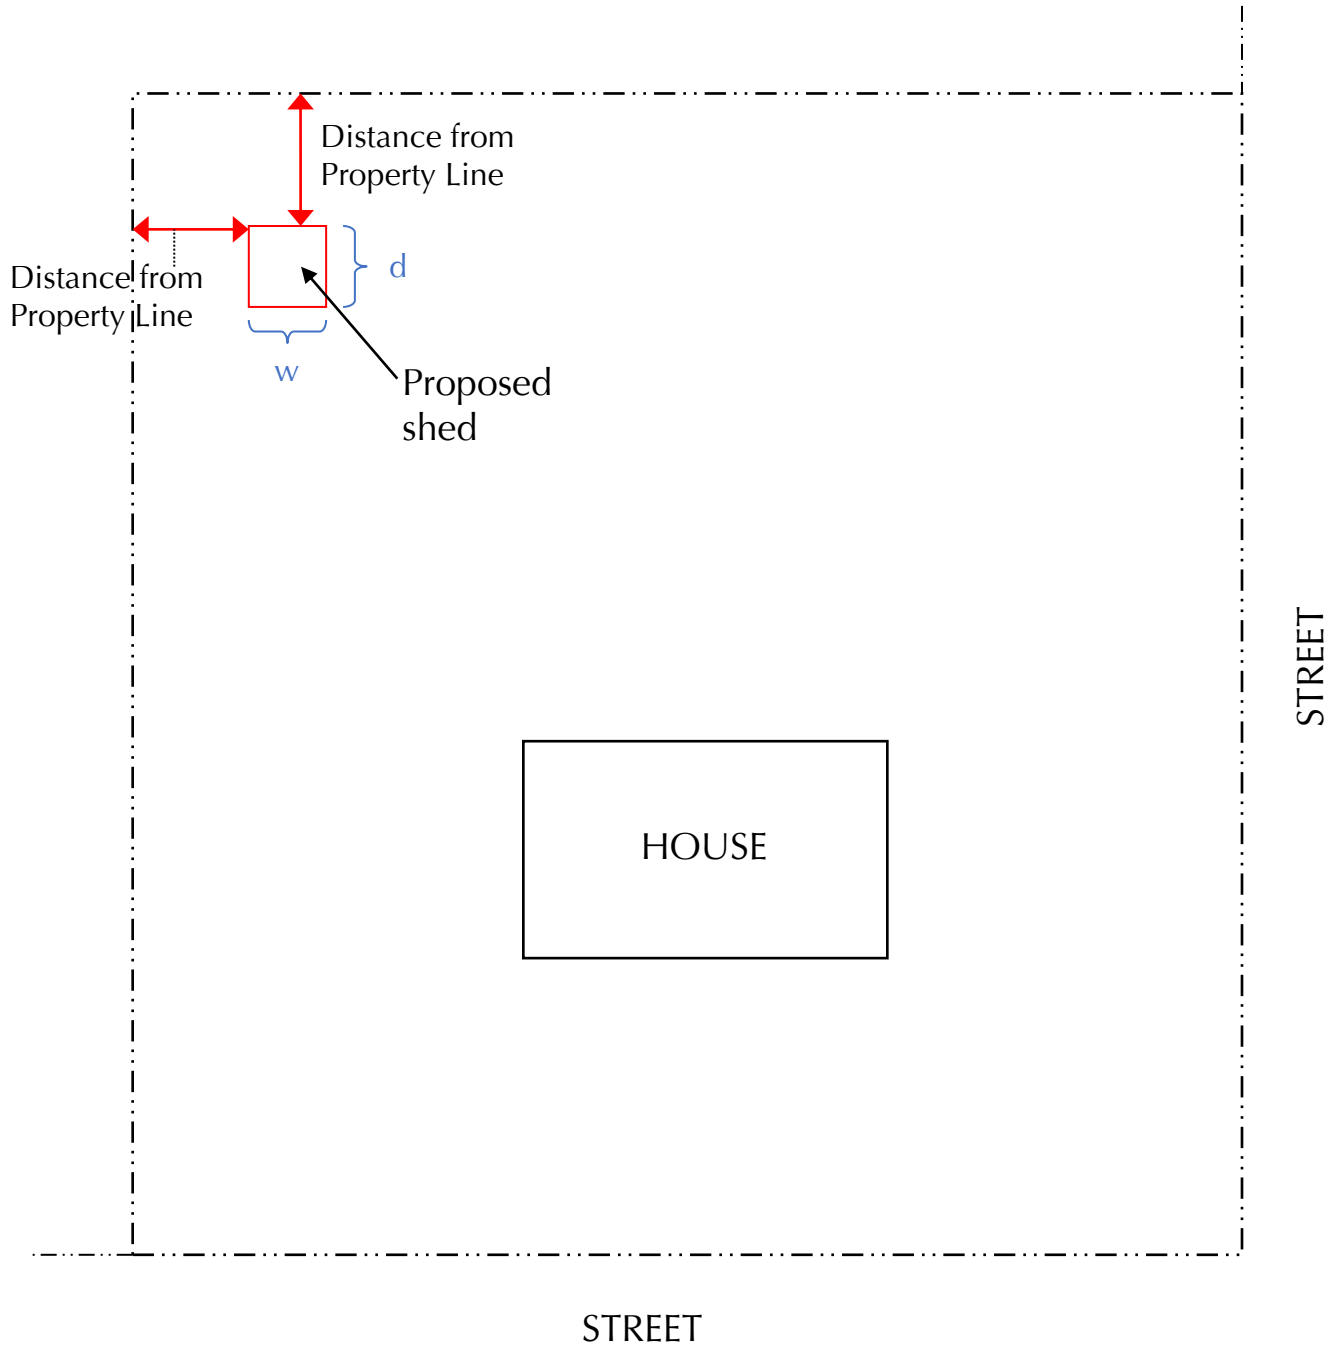 Distance from
Property Line
Distance from
Property Line
d
w
Proposed
shed
STREET
HOUSE
STREET